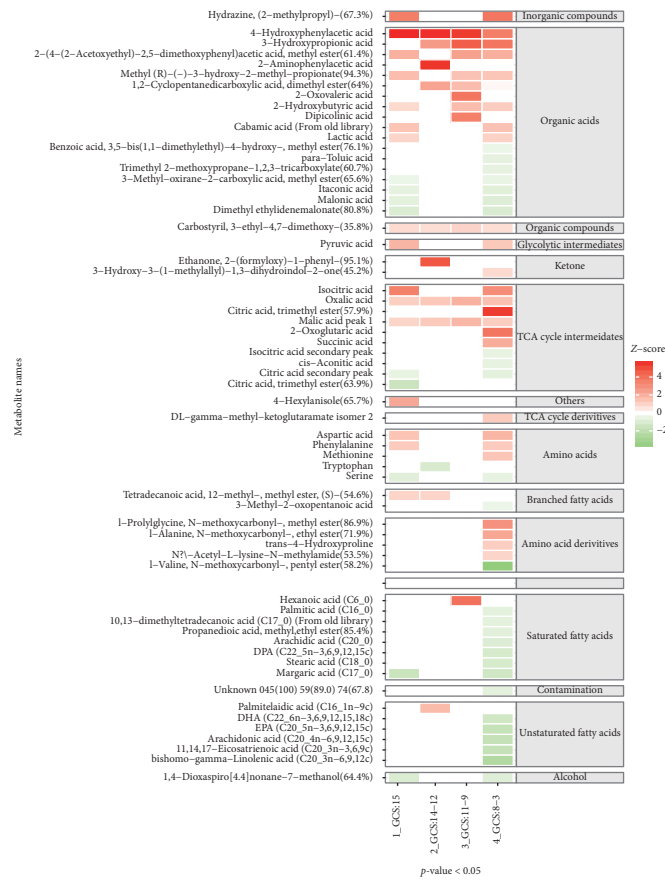 Hydrazine, (2−methylpropyl)−(67.3%) Inorganic compounds
4−Hydroxyphenylacetic acid
3−Hydroxypropionic acid
2−(4−(2−Acetoxyethyl)−2,5−dimethoxyphenyl)acetic acid, methyl ester(61.4%)
2−Aminophenylacetic acid
Methyl (R)−(−)−3−hydroxy−2−methyl−propionate(94.3%)
1,2−Cyclopentanedicarboxylic acid, dimethyl ester(64%)
2−Oxovaleric acid
2−Hydroxybutyric acid
Dipicolinic acid
Organic acids
Cabamic acid (From old library)
Lactic acid
Benzoic acid, 3,5−bis(1,1−dimethylethyl)−4−hydroxy−, methyl ester(76.1%)
para−Toluic acid
Trimethyl 2−methoxypropane−1,2,3−tricarboxylate(60.7%)
3−Methyl−oxirane−2−carboxylic acid, methyl ester(65.6%)
Itaconic acid
Malonic acid
Dimethyl ethylidenemalonate(80.8%)
Carbostyril, 3−ethyl−4,7−dimethoxy−(35.8%) Organic compounds
Pyruvic acid Glycolytic intermediates
Ethanone, 2−(formyloxy)−1−phenyl−(95.1%)
Ketone
3−Hydroxy−3−(1−methylallyl)−1,3−dihydroindol−2−one(45.2%)
Isocitric acid
Oxalic acid
Citric acid, trimethyl ester(57.9%)
Malic acid peak 1
2−Oxoglutaric acid
TCA cycle intermeidates
Succinic acid
Isocitric acid secondary peak
cis−Aconitic acid
Citric acid secondary peak
Citric acid, trimethyl ester(63.9%)
4−Hexylanisole(65.7%) Others
DL−gamma−methyl−ketoglutaramate isomer 2 TCA cycle derivitives
Aspartic acid
Phenylalanine
Methionine
Amino acids
Tryptophan
Serine
Tetradecanoic acid, 12−methyl−, methyl ester, (S)−(54.6%)
Branched fatty acids
3−Methyl−2−oxopentanoic acid
l−Prolylglycine, N−methoxycarbonyl−, methyl ester(86.9%)
l−Alanine, N−methoxycarbonyl−, ethyl ester(71.9%)
trans−4−Hydroxyproline
Amino acid derivities
N?\−Acetyl−L−lysine−N−methylamide(53.5%)
l−Valine, N−methoxycarbonyl−, pentyl ester(58.2%)
Hexanoic acid (C6_0)
Palmitic acid (C16_0)
10,13−dimethyltetradecanoic acid (C17_0) (From old library)
Propanedioic acid, methyl,ethyl ester(85.4%)
Saturated fatty acids
Arachidic acid (C20_0)
DPA (C22_5n−3,6,9,12,15c)
Stearic acid (C18_0)
Margaric acid (C17_0)
Unknown 045(100) 59(89.0) 74(67.8) Contamination
Palmitelaidic acid (C16_1n−9c)
DHA (C22_6n−3,6,9,12,15,18c)
EPA (C20_5n−3,6,9,12,15c)
Unstaturated fatty acids
Arachidonic acid (C20_4n−6,9,12,15c)
11,14,17−Eicosatrienoic acid (C20_3n−3,6,9c)
bishomo−gamma−Linolenic acid (C20_3n−6,9,12c)
1,4−Dioxaspiro[4.4]nonane−7−methanol(64.4%) Alcohol
Metabolite names
1_GCS:15
2_GCS:14−12
3_GCS:11−9
4_GCS:8−3
p-value < 0.05
Z−score
4
2
0
−2